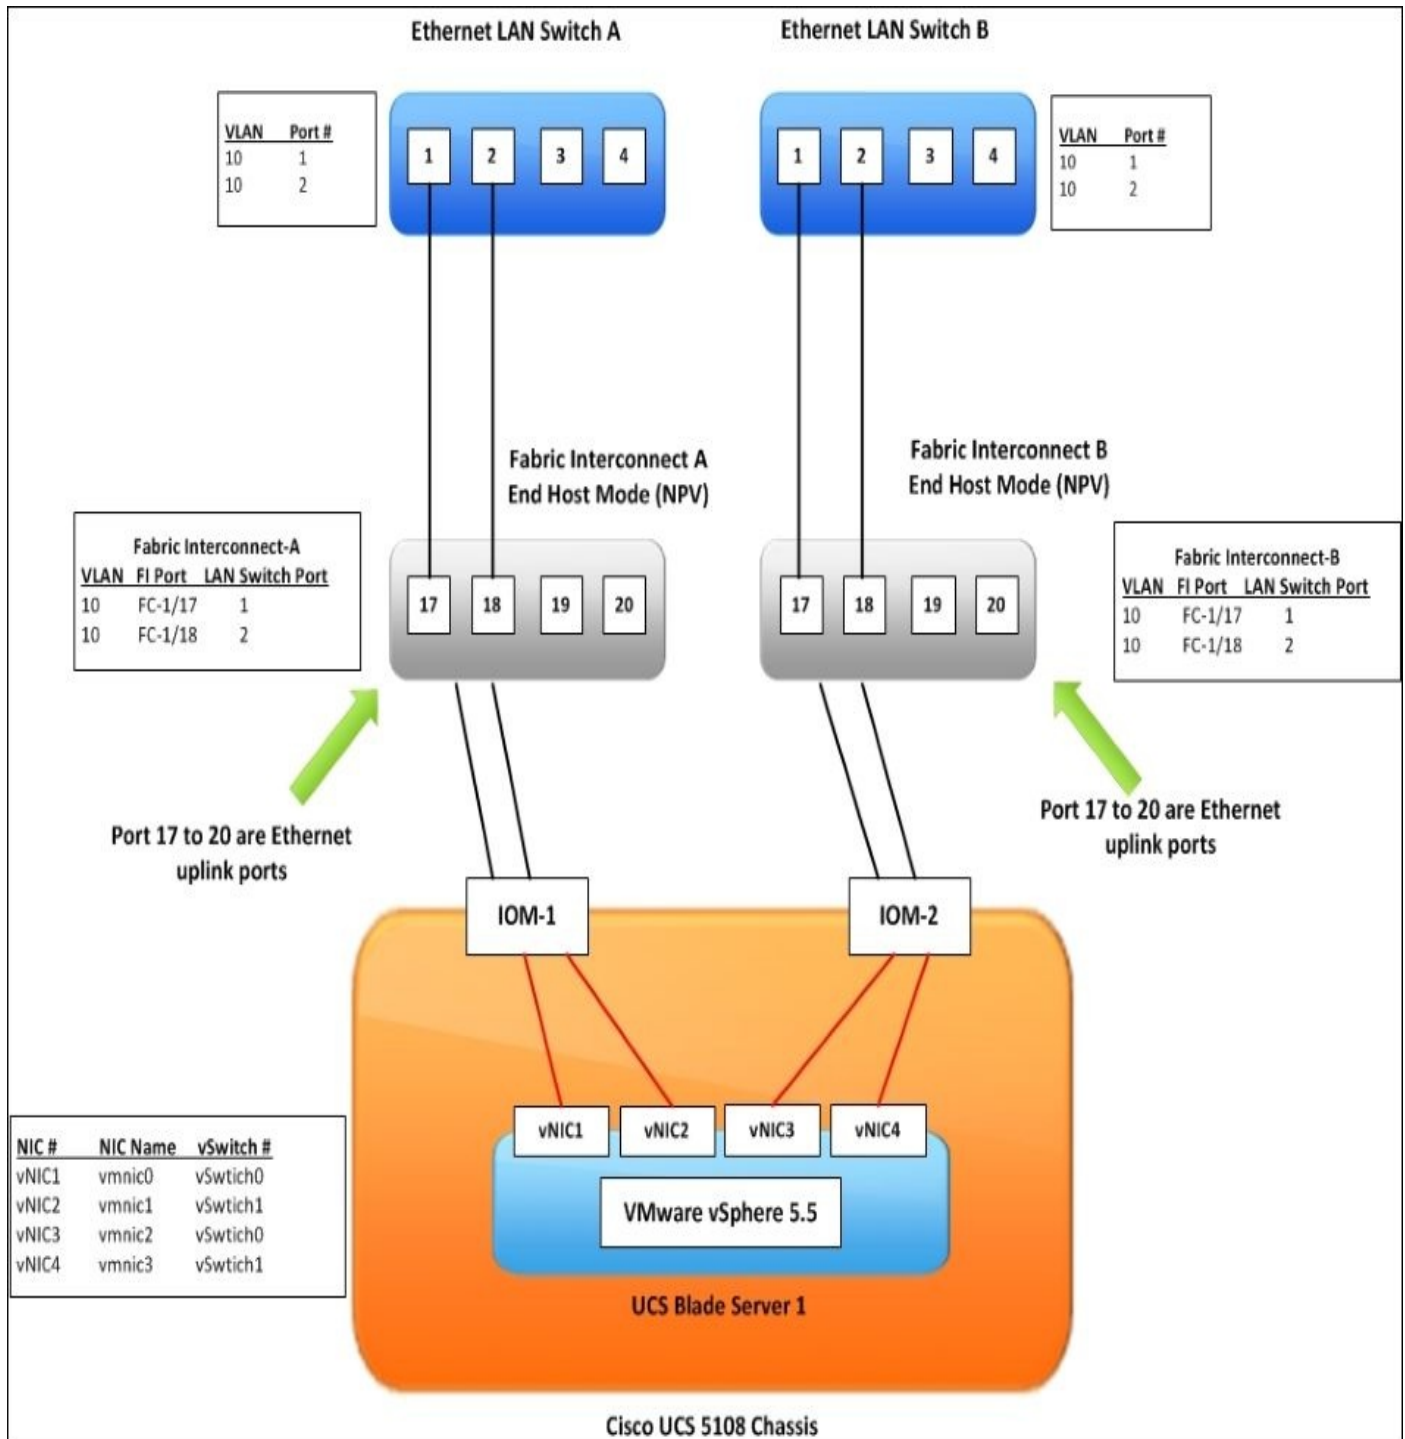 Ethernet LAN Switch A
Ethernet LAN Switch B
VLAN Port #
10 1
10 2
1 2 3 4
1 2 3 4
VLAN Port #
10 1
10 2
Fabric Interconnect A
End Host Mode (NPV)
Fabric Interconnect B
End Host Mode (NPV)
Fabric Interconnect-A
VLAN FI Port LAN Switch Port
10 FC-1/17 1
10 FC-1/18 2
17 18 19 20
17 18 19 20
Fabric Interconnect-B
VLAN FI Port LAN Switch Port
10 FC-1/17 1
10 FC-1/18 2
Port 17 to 20 are Ethernet
uplink ports
Port 17 to 20 are Ethernet
uplink ports
IOM-1
IOM-2
vNIC1 vNIC2 vNIC3 vNIC4
NIC # NIC Name vSwitch #
vNIC1 vmnic0 vSwtich0
vNIC2 vmnic1 vSwtich1
vNIC3 vmnic2 vSwtich0
vNIC4 vmnic3 vSwtich1
VMware vSphere 5.5
UCS Blade Server 1
Cisco UCS 5108 Chassis